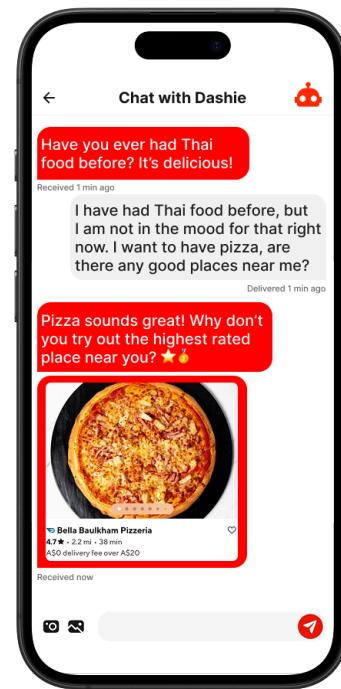 Chat with Dashie
Have you ever had Thai
food before? It’s delicious!
Received 1 min ago
I have had Thai food before, but
I am not in the mood for that right
now. I want to have pizza, are
there any good places near me?
Delivered 1 min ago
Pizza sounds great! Why don’t
you try out the highest rated
place near you? ⭐🥇
Bella Baulkham Pizzeria
4.7★ • 2.2 mi • 38 min
A$0 delivery fee over A$20
Received now